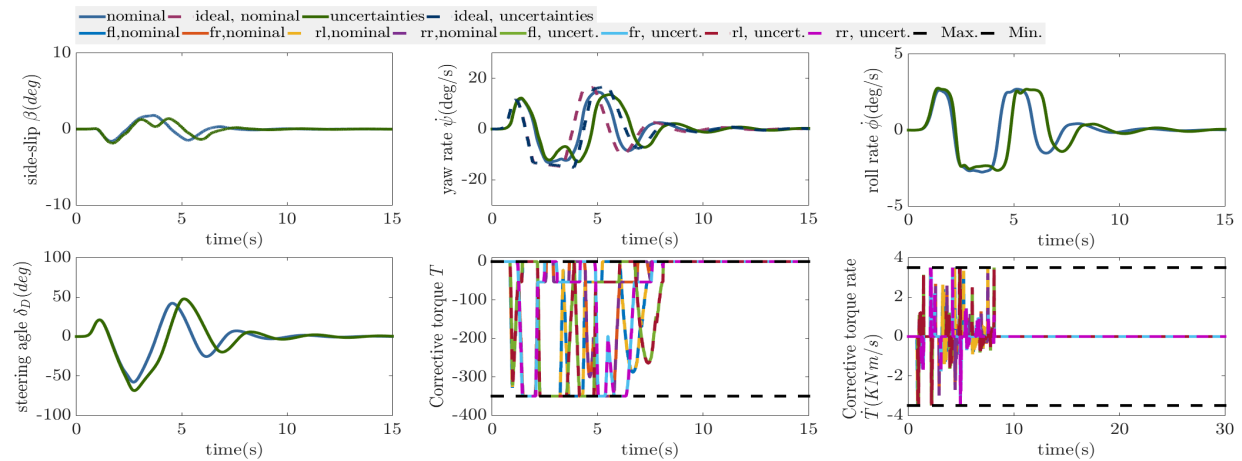 nominal ideal, nominal uncertainties ideal, uncertainties
fl,nominal fr,nominal rl,nominal rr,nominal fl, uncert. fr, uncert. rl, uncert. rr, uncert. Max. Min.
side-slip β(deg)
10
0
-10
0 5 10 15
time(s)
yaw rate ψ̇(deg/s)
20
0
-20
0 5 10 15
time(s)
roll rate ϕ̇(deg/s)
5
0
-5
0 5 10 15
time(s)
steering agle δ_D(deg)
100
50
0
-50
-100
0 5 10 15
time(s)
Corrective torque T
0
-100
-200
-300
-400
0 5 10 15
time(s)
Corrective torque rate
Ṫ(KNm/s)
4
2
0
-2
-4
0 10 20 30
time(s)